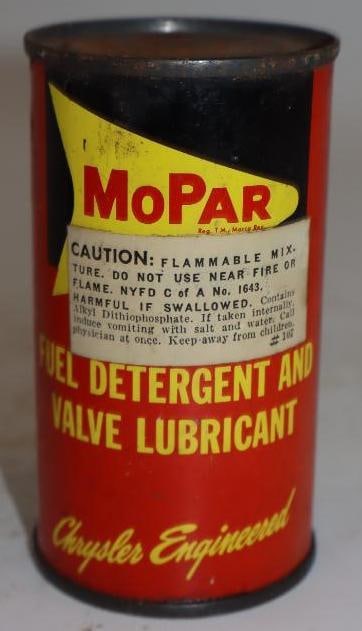 MoPAR
Reg. T.M., Marca Reg.
CAUTION: FLAMMABLE MIX-
TURE. DO NOT USE NEAR FIRE OR
FLAME. NYFD C of A No. 1643.
HARMFUL IF SWALLOWED. Contains
Alkyl Dithiophosphate. If taken internally,
induce vomiting with salt and water. Call
physician at once. Keep away from children.
# 107
FUEL DETERGENT AND
VALVE LUBRICANT
Chrysler Engineered